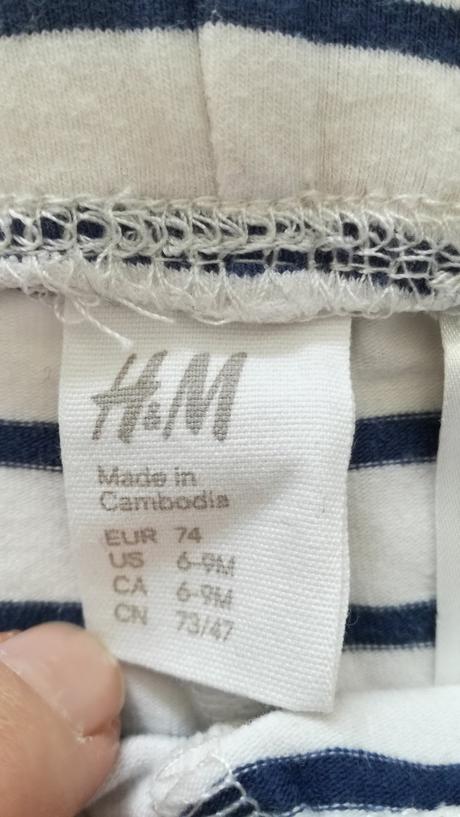 H&M
Made in
Cambodia
EUR 74
US 6-9M
CA 6-9M
CN 73/47